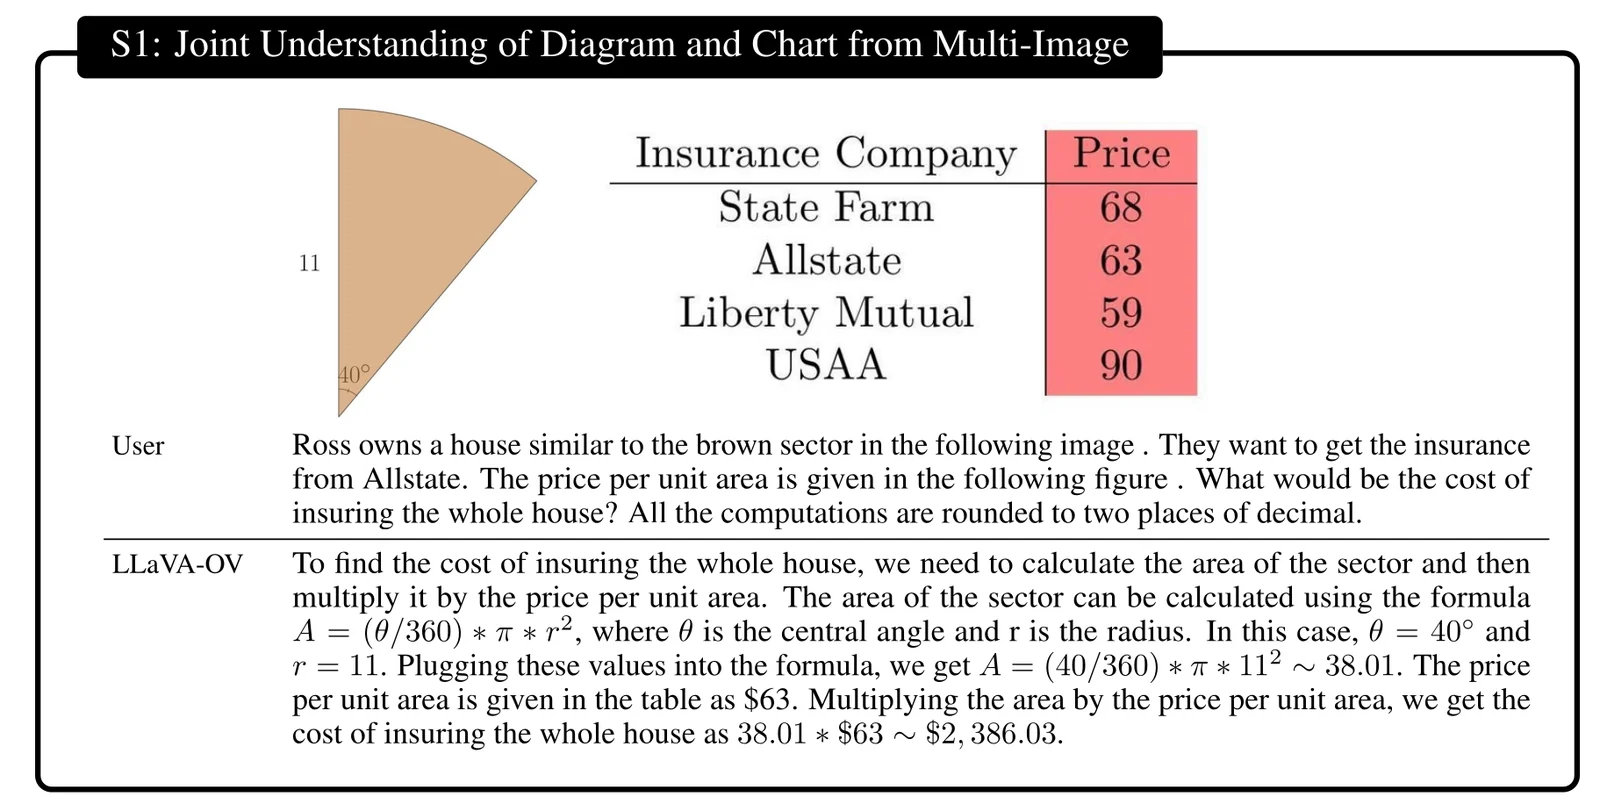 S1: Joint Understanding of Diagram and Chart from Multi-Image
11
40°
Insurance Company Price
State Farm 68
Allstate 63
Liberty Mutual 59
USAA 90
User Ross owns a house similar to the brown sector in the following image . They want to get the insurance
from Allstate. The price per unit area is given in the following figure . What would be the cost of
insuring the whole house? All the computations are rounded to two places of decimal.
LLaVA-OV To find the cost of insuring the whole house, we need to calculate the area of the sector and then
multiply it by the price per unit area. The area of the sector can be calculated using the formula
A = (θ/360) ∗ π ∗ r², where θ is the central angle and r is the radius. In this case, θ = 40° and
r = 11. Plugging these values into the formula, we get A = (40/360) ∗ π ∗ 11² ∼ 38.01. The price
per unit area is given in the table as $63. Multiplying the area by the price per unit area, we get the
cost of insuring the whole house as 38.01 ∗ $63 ∼ $2, 386.03.